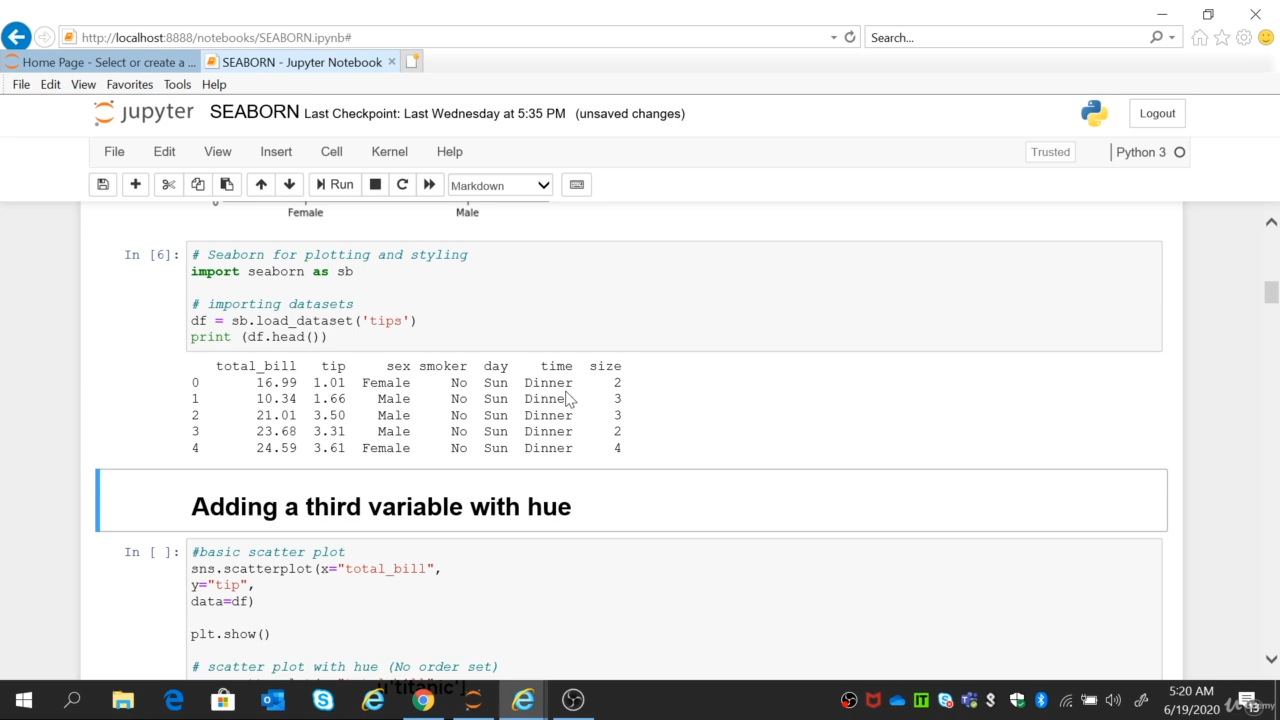 http://localhost:8888/notebooks/SEABORN.ipynb#
Search...
Home Page - Select or create a ...
SEABORN - Jupyter Notebook
File Edit View Favorites Tools Help
jupyter SEABORN Last Checkpoint: Last Wednesday at 5:35 PM (unsaved changes)
Logout
File Edit View Insert Cell Kernel Help
Trusted
Python 3
Run
Markdown
0
Female Male
In [6]:
# Seaborn for plotting and styling
import seaborn as sb
# importing datasets
df = sb.load_dataset('tips')
print (df.head())
total_bill tip sex smoker day time size
0 16.99 1.01 Female No Sun Dinner 2
1 10.34 1.66 Male No Sun Dinner 3
2 21.01 3.50 Male No Sun Dinner 3
3 23.68 3.31 Male No Sun Dinner 2
4 24.59 3.61 Female No Sun Dinner 4
Adding a third variable with hue
In [ ]:
#basic scatter plot
sns.scatterplot(x="total_bill",
y="tip",
data=df)
plt.show()
# scatter plot with hue (No order set)
u'titanic']
5:20 AM
6/19/2020
13